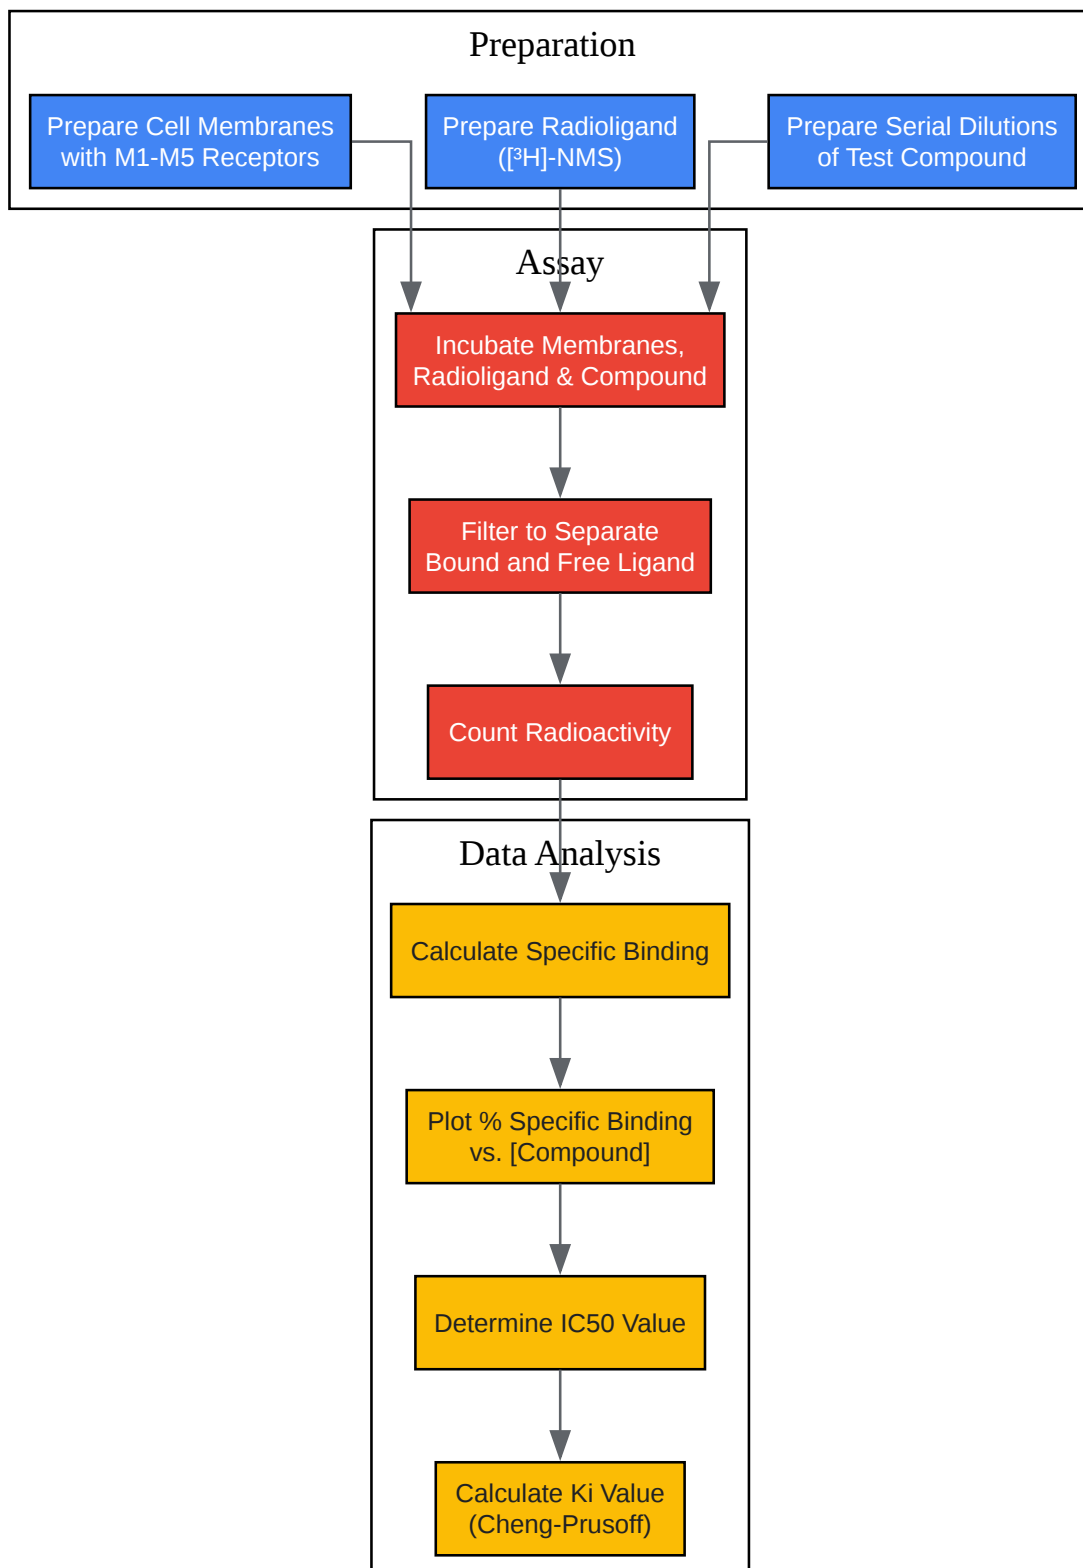 Preparation
Prepare Cell Membranes
with M1-M5 Receptors
Prepare Radioligand
([³H]-NMS)
Prepare Serial Dilutions
of Test Compound
Assay
Incubate Membranes,
Radioligand & Compound
Filter to Separate
Bound and Free Ligand
Count Radioactivity
Data Analysis
Calculate Specific Binding
Plot % Specific Binding
vs. [Compound]
Determine IC50 Value
Calculate Ki Value
(Cheng-Prusoff)